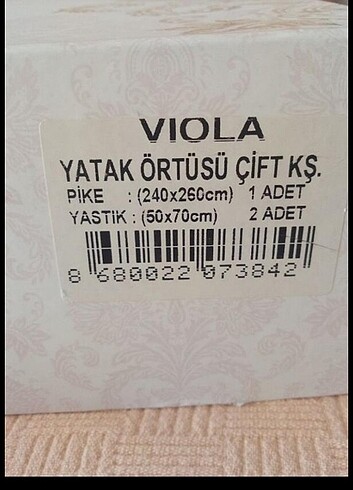 VIOLA
YATAK ÖRTÜSÜ ÇİFT KŞ.
PİKE : (240x260cm) 1 ADET
YASTIK : (50x70cm) 2 ADET
8 680022 073842